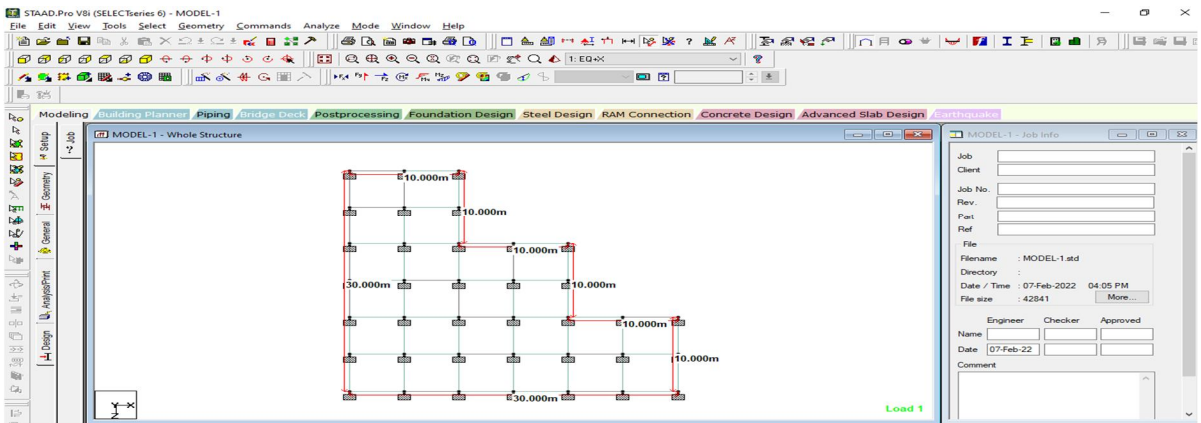 STAAD.Pro V8i (SELECTseries 6) - MODEL-1
File Edit View Tools Select Geometry Commands Analyze Mode Window Help
1: EQ+X
Modeling Building Planner Piping Bridge Deck Postprocessing Foundation Design Steel Design RAM Connection Concrete Design Advanced Slab Design Earthquake
Setup
Geometry
General
Analysis/Print
Design
Job
MODEL-1 - Whole Structure
10.000m
10.000m
10.000m
30.000m
10.000m
10.000m
10.000m
30.000m
Y X
Z
Load 1
MODEL-1 - Job Info
Job
Client
Job No.
Rev.
Part
Ref
File
Filename : MODEL-1.std
Directory :
Date / Time : 07-Feb-2022 04:05 PM
File size : 42841 More...
Engineer Checker Approved
Name
Date 07-Feb-22
Comment